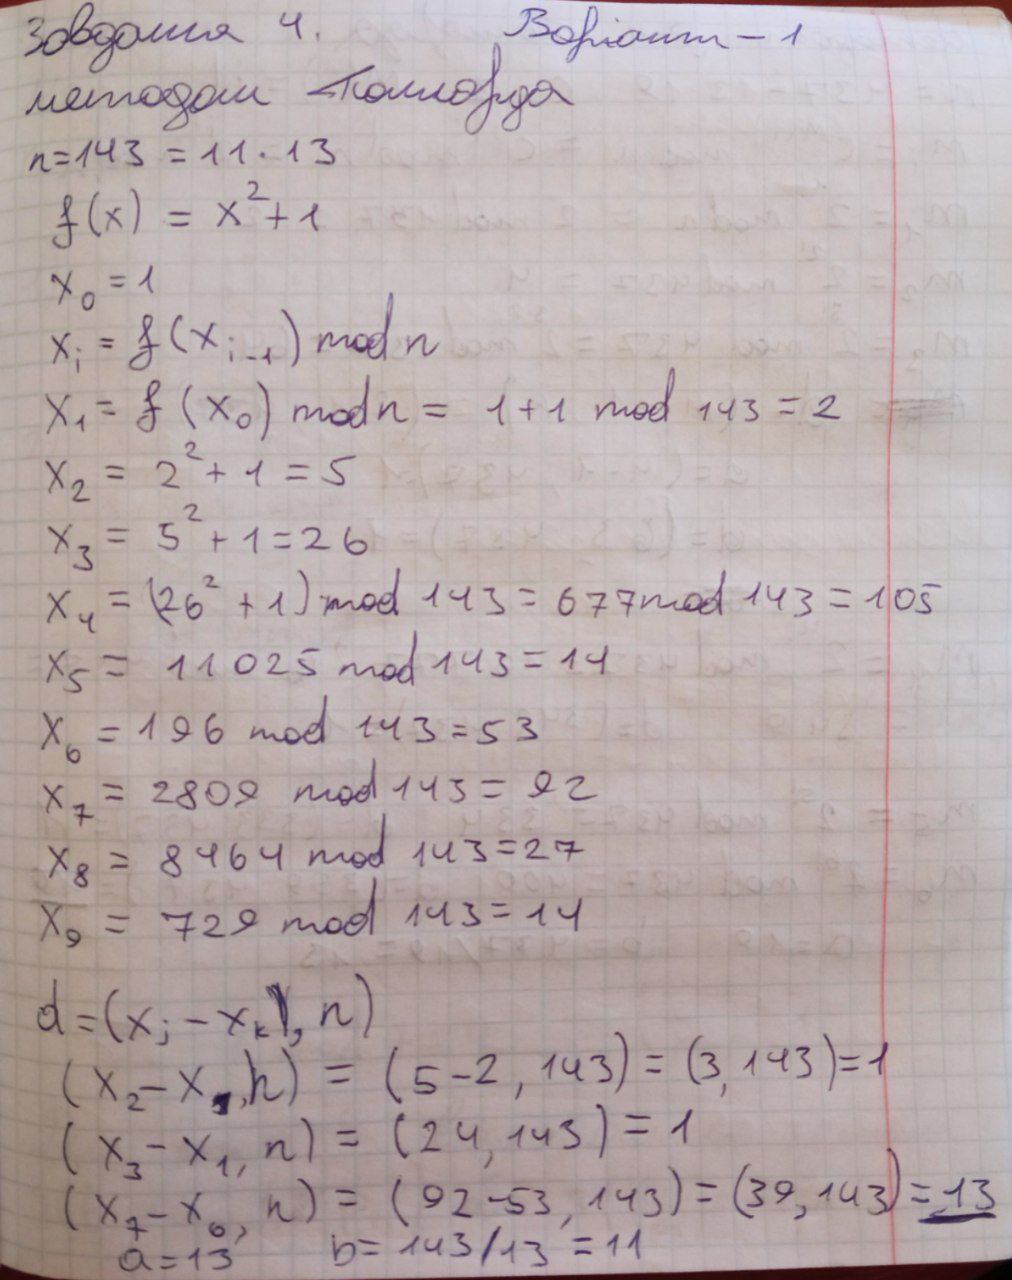 Завдання 4. Варіант – 1
методом Полларда
n=143 = 11·13
f(x) = x²+1
x₀ = 1
xᵢ = f(xᵢ₋₁) mod n
x₁ = f(x₀) mod n = 1+1 mod 143 = 2
x₂ = 2²+1 = 5
x₃ = 5²+1 = 26
x₄ = (26²+1) mod 143 = 677 mod 143 = 105
x₅ = 11025 mod 143 = 14
x₆ = 196 mod 143 = 53
x₇ = 2809 mod 143 = 92
x₈ = 8464 mod 143 = 27
x₉ = 729 mod 143 = 14
d = (xⱼ – xₖ, n)
(x₂ – x₁, n) = (5-2, 143) = (3, 143) = 1
(x₃ – x₁, n) = (24, 143) = 1
(x₇ – x₆, n) = (92-53, 143) = (39, 143) = 13
a = 13 b = 143/13 = 11